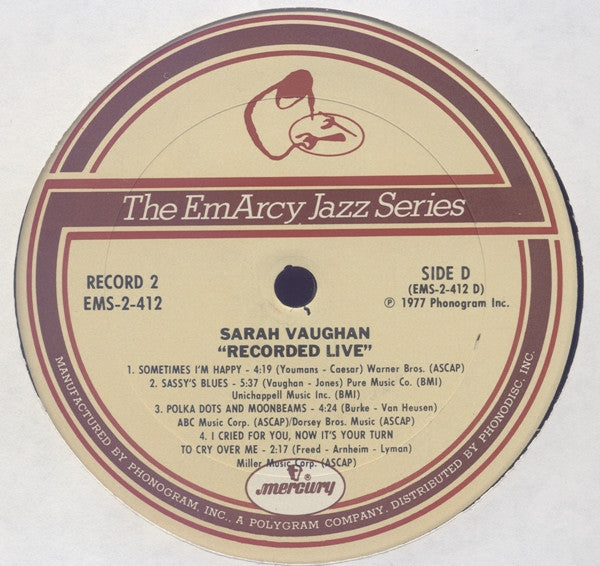 The EmArcy Jazz Series
RECORD 2
EMS-2-412
SIDE D
(EMS-2-412 D)
℗ 1977 Phonogram Inc.
SARAH VAUGHAN
“RECORDED LIVE”
1. SOMETIMES I'M HAPPY - 4:19 (Youmans - Caesar) Warner Bros. (ASCAP)
2. SASSY'S BLUES - 5:37 (Vaughan - Jones) Pure Music Co. (BMI)
Unichappell Music Inc. (BMI)
3. POLKA DOTS AND MOONBEAMS - 4:24 (Burke - Van Heusen)
ABC Music Corp. (ASCAP)/Dorsey Bros. Music (ASCAP)
4. I CRIED FOR YOU, NOW IT'S YOUR TURN
TO CRY OVER ME - 2:17 (Freed - Arnheim - Lyman)
Miller Music Corp. (ASCAP)
®
mercury
MANUFACTURED BY PHONOGRAM, INC., A POLYGRAM COMPANY, DISTRIBUTED BY PHONODISC, INC.